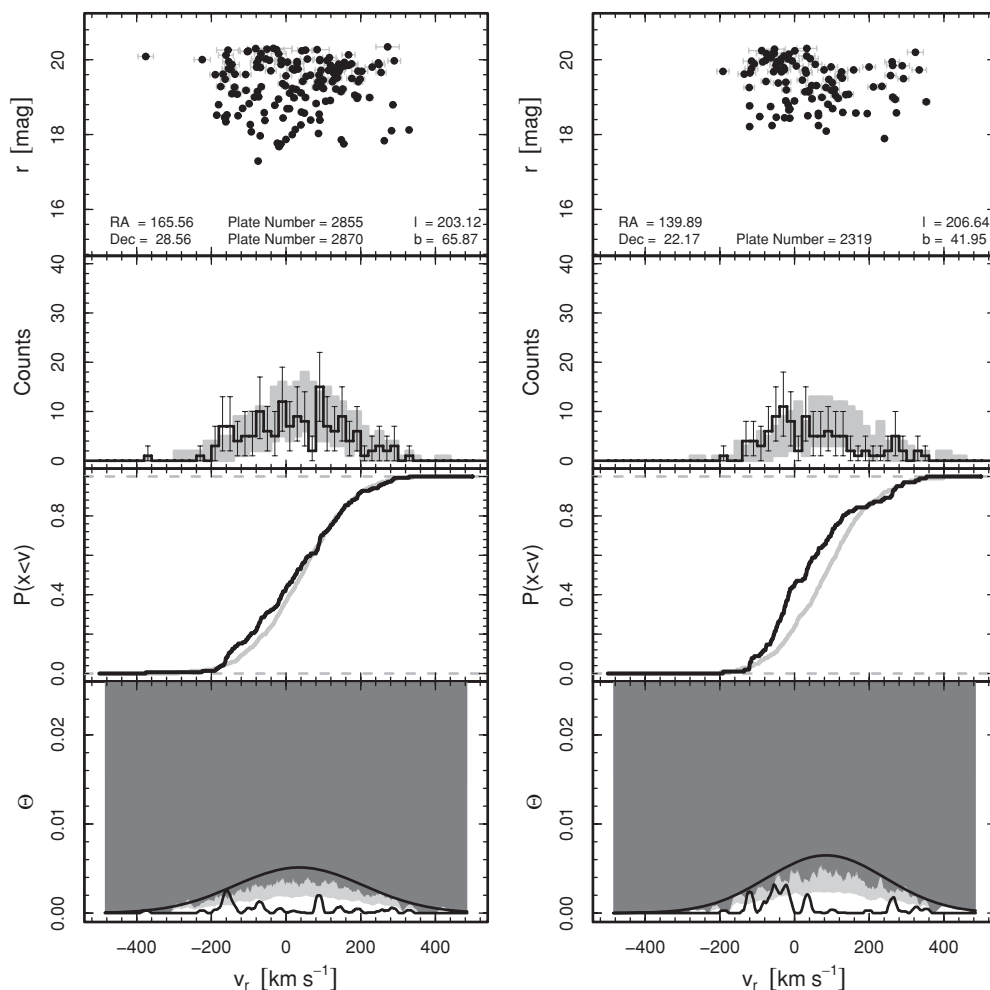 r [mag]
16 18 20
RA = 165.56 Plate Number = 2855 l = 203.12
Dec = 28.56 Plate Number = 2870 b = 65.87
Counts
0 10 20 30 40
P(x<v)
0.0 0.4 0.8
Θ
0.00 0.01 0.02
−400 −200 0 200 400
v_r [km s⁻¹]
r [mag]
16 18 20
RA = 139.89 l = 206.64
Dec = 22.17 Plate Number = 2319 b = 41.95
Counts
0 10 20 30 40
P(x<v)
0.0 0.4 0.8
Θ
0.00 0.01 0.02
−400 −200 0 200 400
v_r [km s⁻¹]